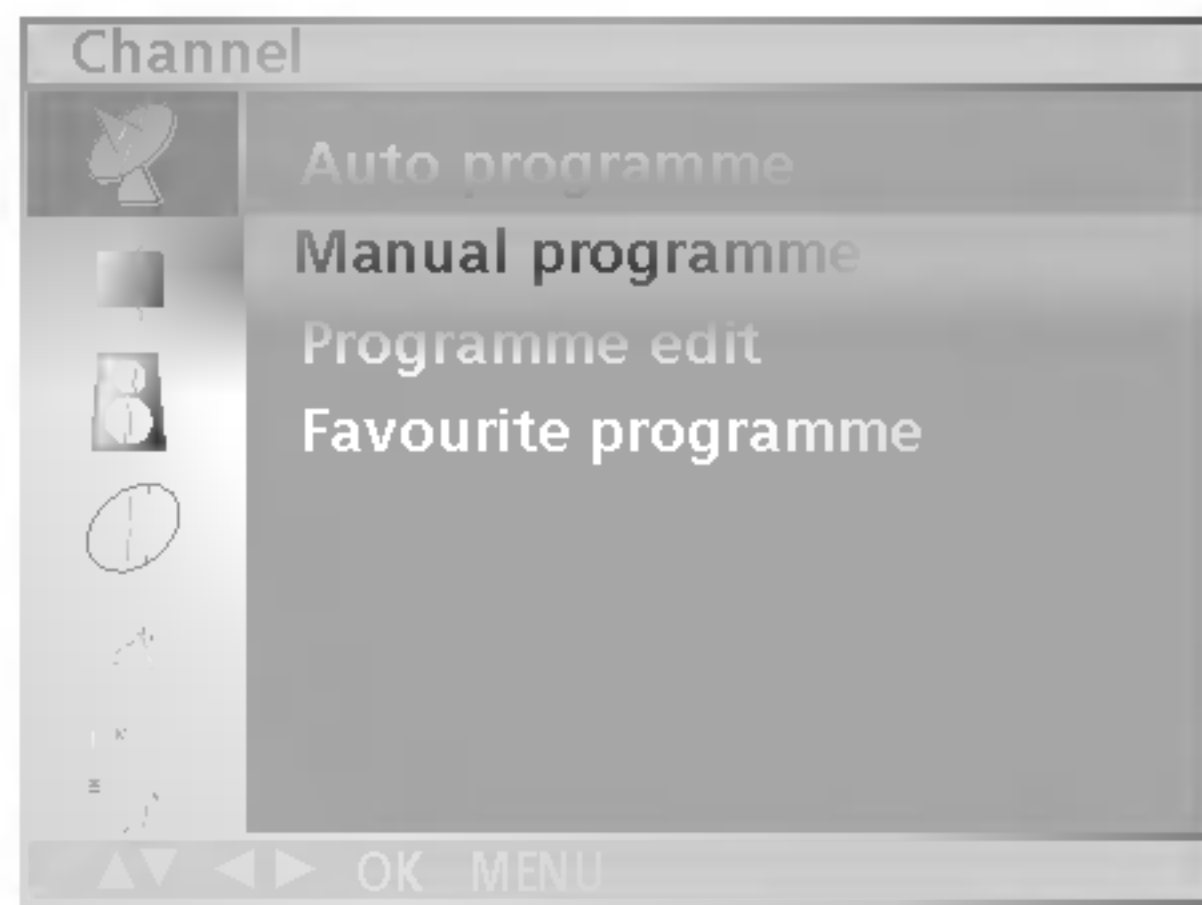 Channel
Auto programme
Manual programme
Programme edit
Favourite programme
▲▼ ◀ ▶ OK MENU